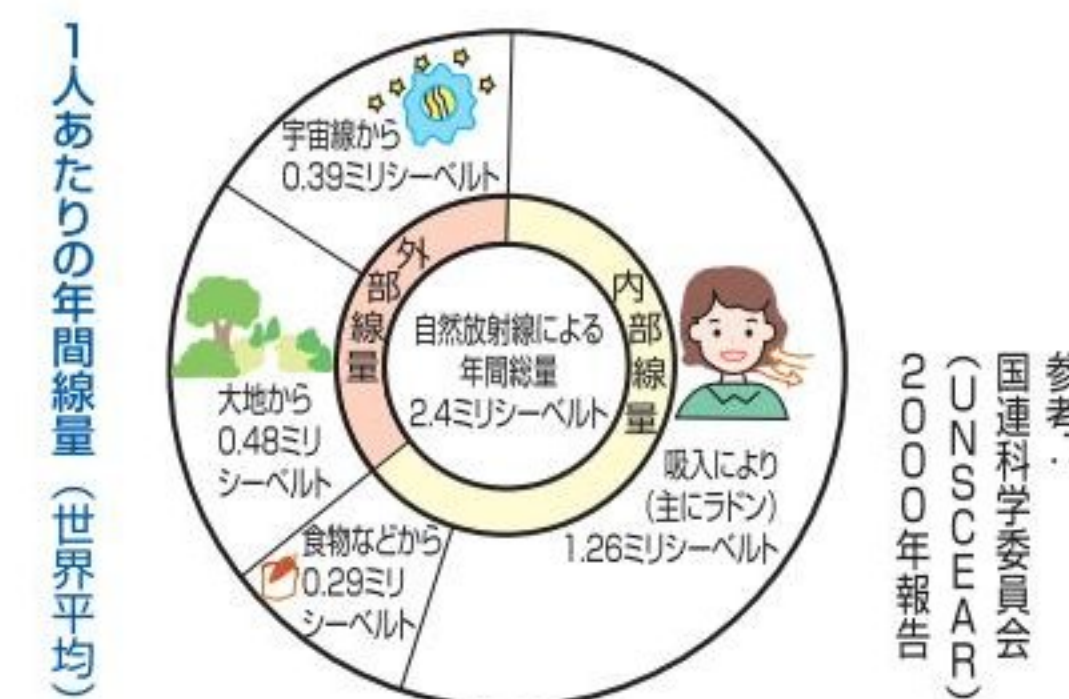 1人あたりの年間線量（世界平均）
宇宙線から
0.39ミリシーベルト
外部線量
内部線量
自然放射線による
年間総量
2.4ミリシーベルト
大地から
0.48ミリ
シーベルト
吸入により
(主にラドン)
1.26ミリシーベルト
食物などから
0.29ミリ
シーベルト
参考．
国連科学委員会
（UNSCEAR）
2000年報告